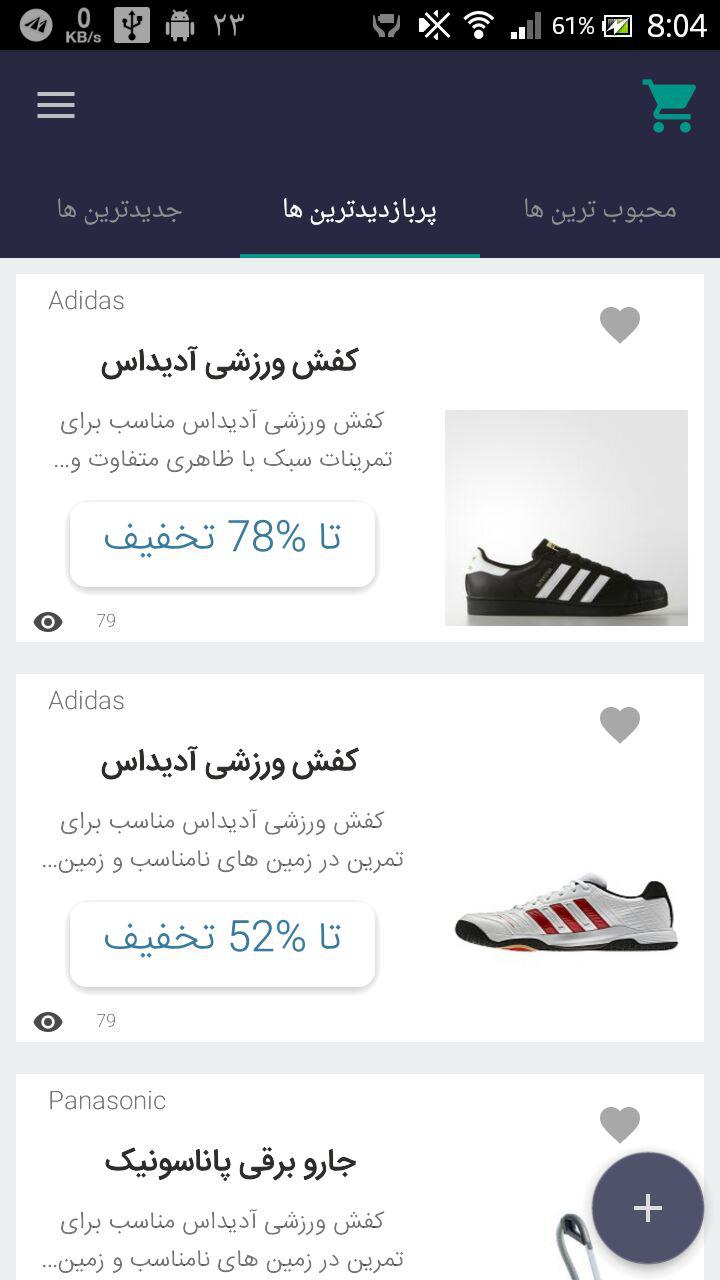 0
KB/s
۲۳
61%
8:04
محبوب ترین ها
پربازدیدترین ها
جدیدترین ها
Adidas
کفش ورزشی آدیداس
کفش ورزشی آدیداس مناسب برای
تمرینات سبک با ظاهری متفاوت و...
تا 78% تخفیف
79
Adidas
کفش ورزشی آدیداس
کفش ورزشی آدیداس مناسب برای
تمرین در زمین های نامناسب و زمین...
تا 52% تخفیف
79
Panasonic
جارو برقی پاناسونیک
کفش ورزشی آدیداس مناسب برای
تمرین در زمین های نامناسب و زمین...